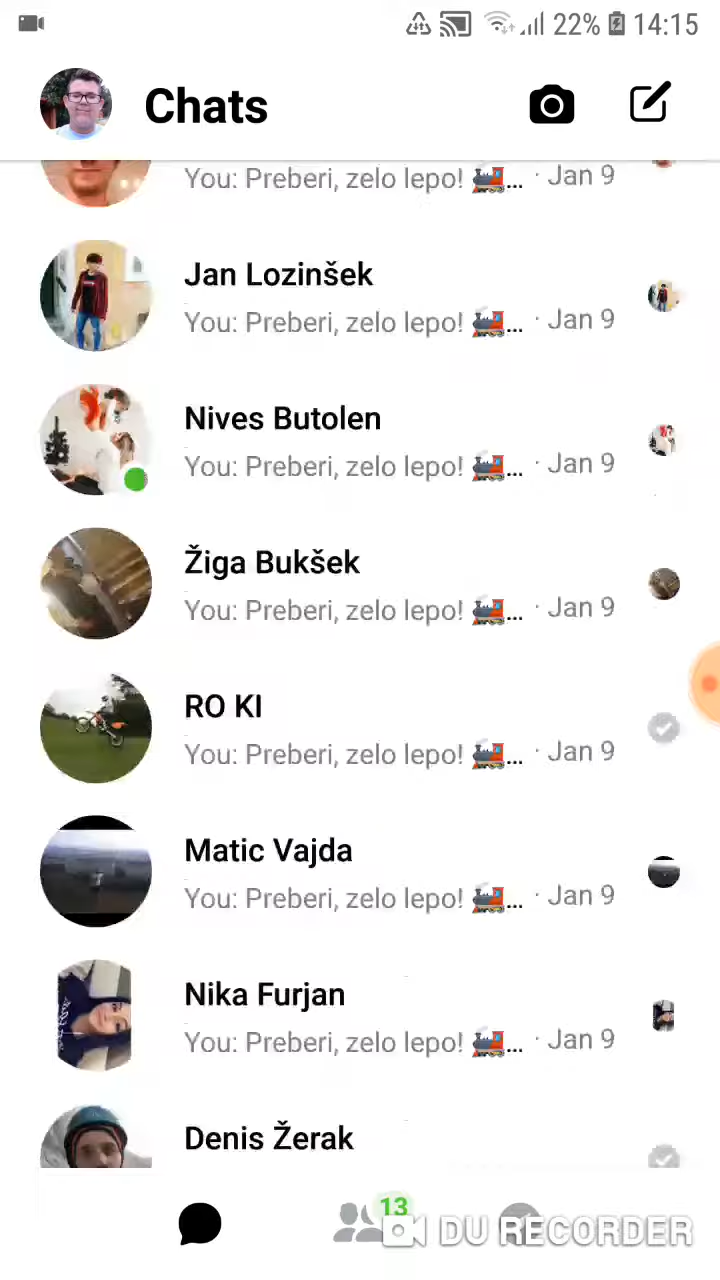 22% 14:15
Chats
You: Preberi, zelo lepo! 🚂... · Jan 9
Jan Lozinšek
You: Preberi, zelo lepo! 🚂... · Jan 9
Nives Butolen
You: Preberi, zelo lepo! 🚂... · Jan 9
Žiga Bukšek
You: Preberi, zelo lepo! 🚂... · Jan 9
RO KI
You: Preberi, zelo lepo! 🚂... · Jan 9
Matic Vajda
You: Preberi, zelo lepo! 🚂... · Jan 9
Nika Furjan
You: Preberi, zelo lepo! 🚂... · Jan 9
Denis Žerak
13
DU RECORDER